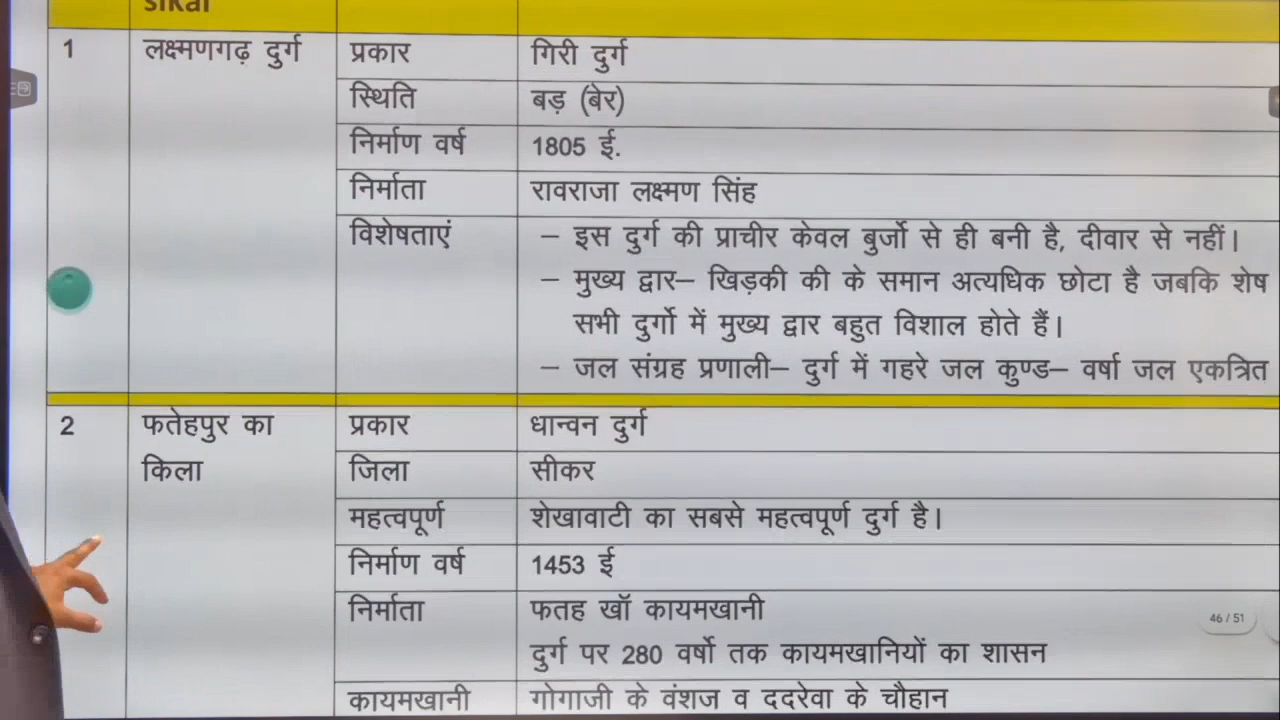 sikar
1 लक्ष्मणगढ़ दुर्ग प्रकार गिरी दुर्ग
स्थिति बड़ (बेर)
निर्माण वर्ष 1805 ई.
निर्माता रावराजा लक्ष्मण सिंह
विशेषताएं – इस दुर्ग की प्राचीर केवल बुर्जो से ही बनी है, दीवार से नहीं।
– मुख्य द्वार– खिड़की की के समान अत्यधिक छोटा है जबकि शेष
सभी दुर्गो में मुख्य द्वार बहुत विशाल होते हैं।
– जल संग्रह प्रणाली– दुर्ग में गहरे जल कुण्ड– वर्षा जल एकत्रित
2 फतेहपुर का प्रकार धान्वन दुर्ग
किला जिला सीकर
महत्वपूर्ण शेखावाटी का सबसे महत्वपूर्ण दुर्ग है।
निर्माण वर्ष 1453 ई
निर्माता फतह खॉ कायमखानी
46 / 51
दुर्ग पर 280 वर्षो तक कायमखानियों का शासन
कायमखानी गोगाजी के वंशज व ददरेवा के चौहान